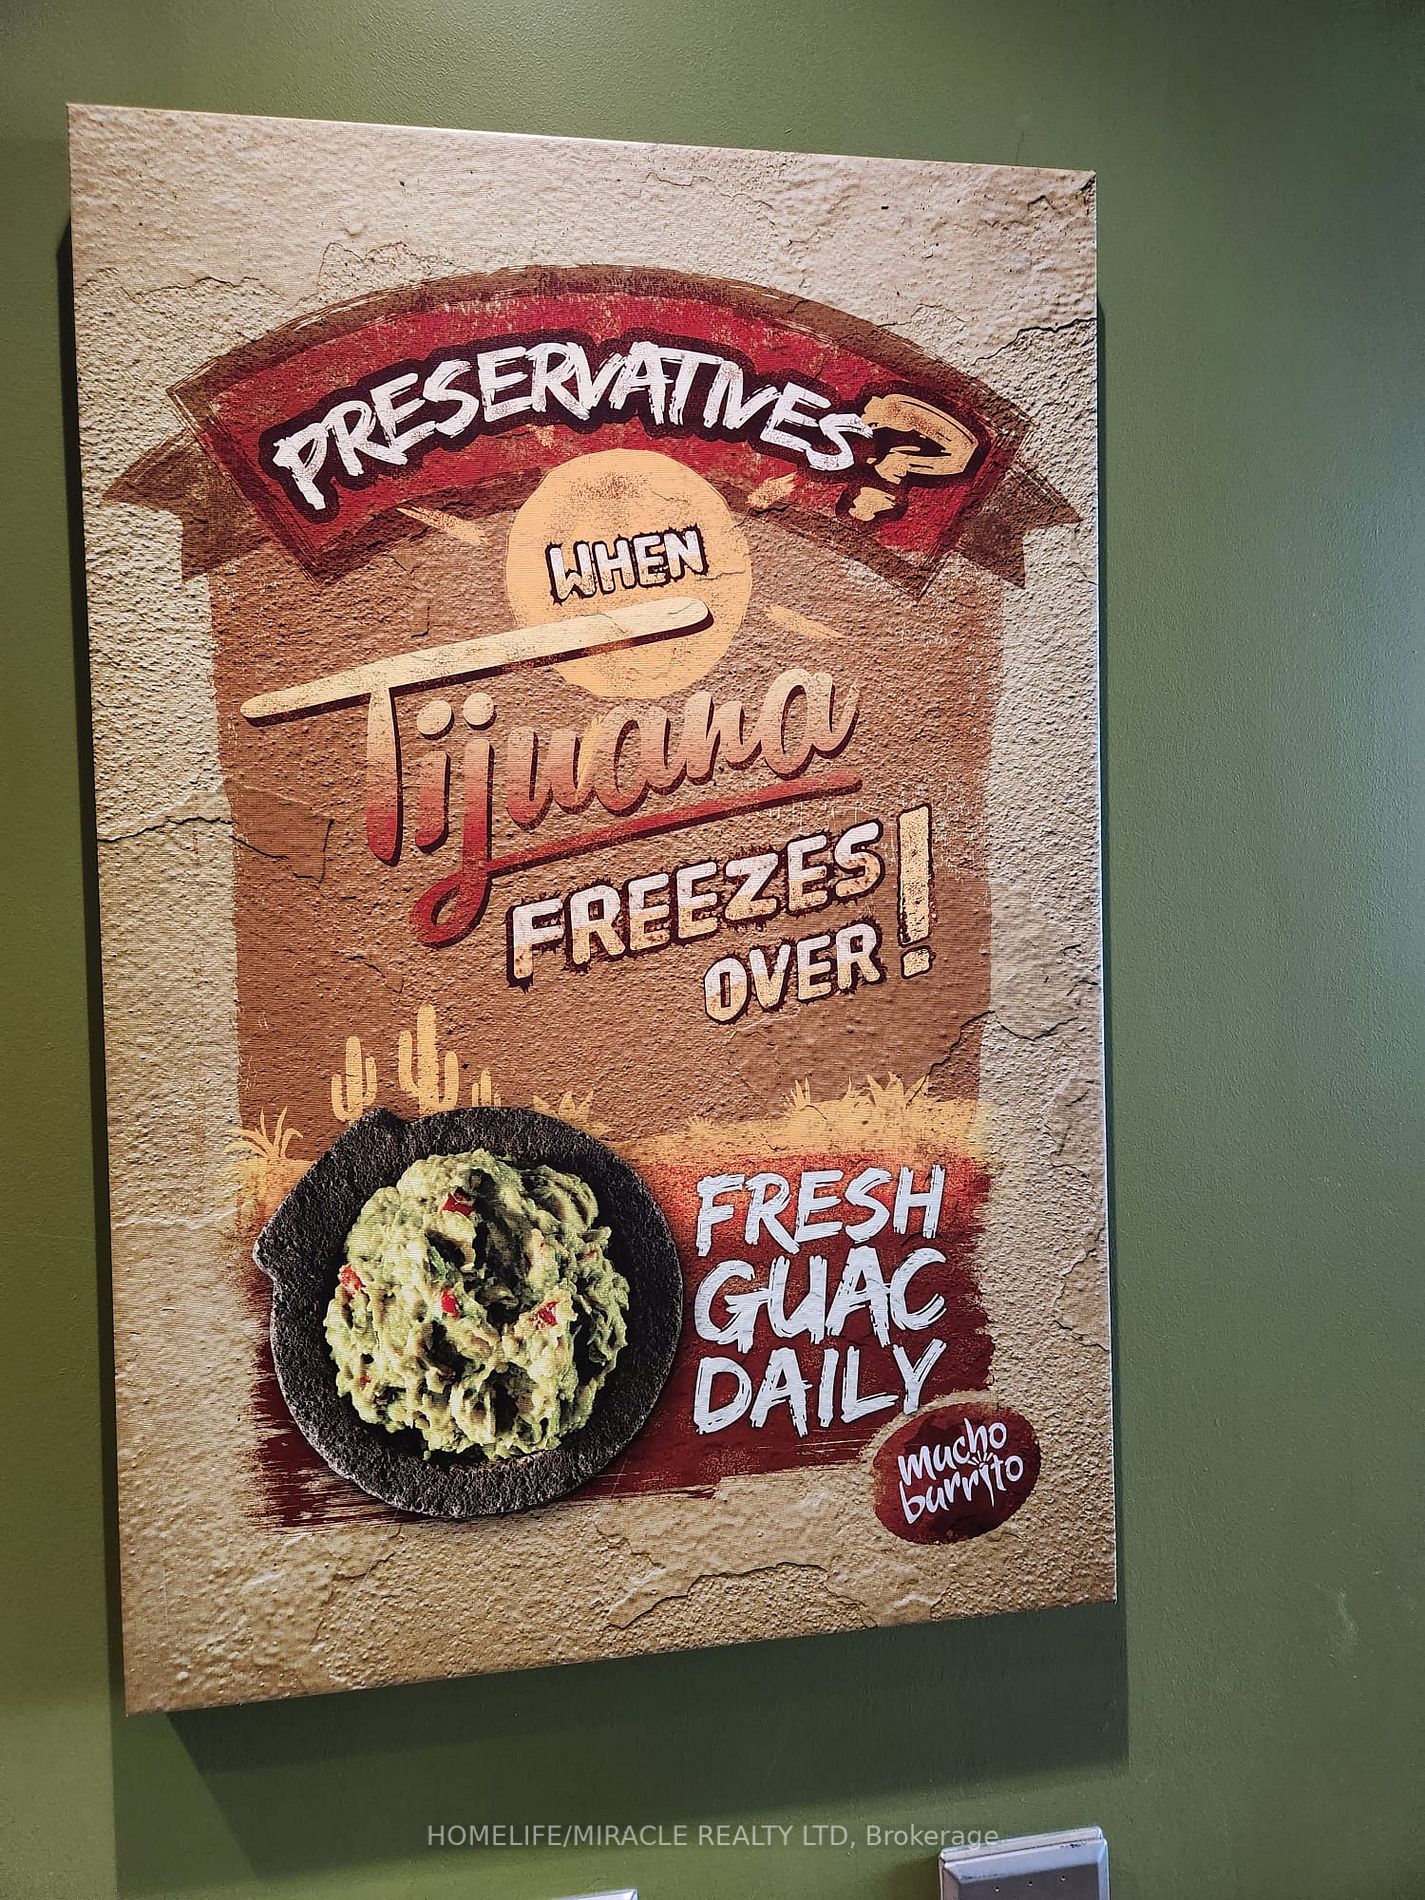 PRESERVATIVES?
WHEN
Tijuana
FREEZES
OVER!
FRESH
GUAC
DAILY
mucho
burrito
HOMELIFE/MIRACLE REALTY LTD, Brokerage